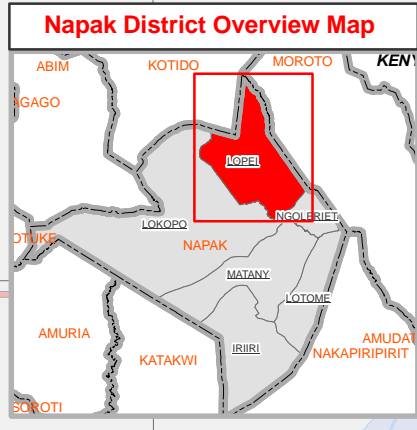 Napak District Overview Map
ABIM
KOTIDO
MOROTO
KENY
AGAGO
LOPEI
NGOLERIET
LOKOPO
OTUKE
NAPAK
MATANY
LOTOME
AMURIA
KATAKWI
IRIIRI
AMUDAT
NAKAPIRIPIRIT
SOROTI